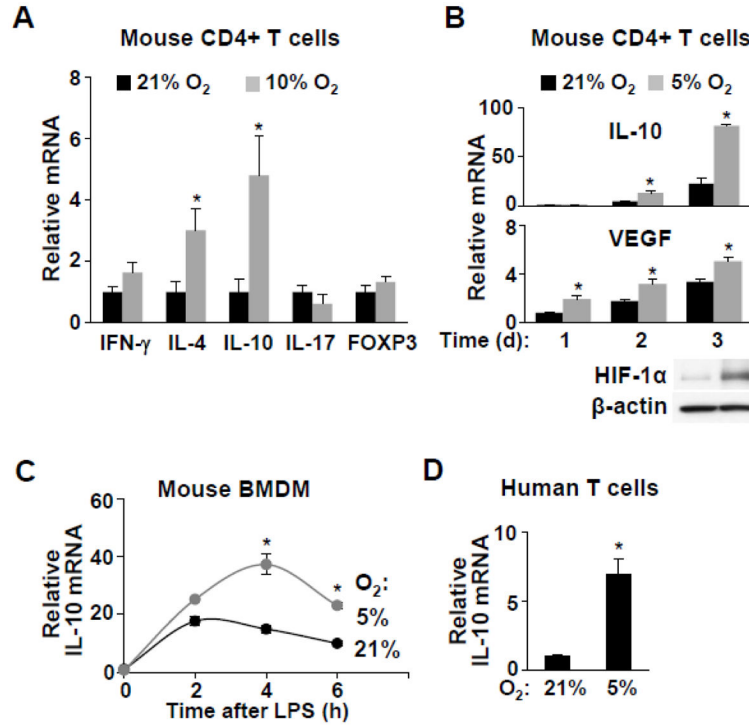 A
Mouse CD4+ T cells
21% O₂ 10% O₂
Relative mRNA
8
6
4
2
0
* *
IFN-γ IL-4 IL-10 IL-17 FOXP3
B
Mouse CD4+ T cells
21% O₂ 5% O₂
Relative mRNA
100
50
0
IL-10
* *
VEGF
8
4
0
* * *
Time (d): 1 2 3
HIF-1α
β-actin
C
Mouse BMDM
Relative
IL-10 mRNA
60
40
20
0
* *
O₂:
5%
21%
0 2 4 6
Time after LPS (h)
D
Human T cells
Relative
IL-10 mRNA
10
5
0
*
O₂: 21% 5%